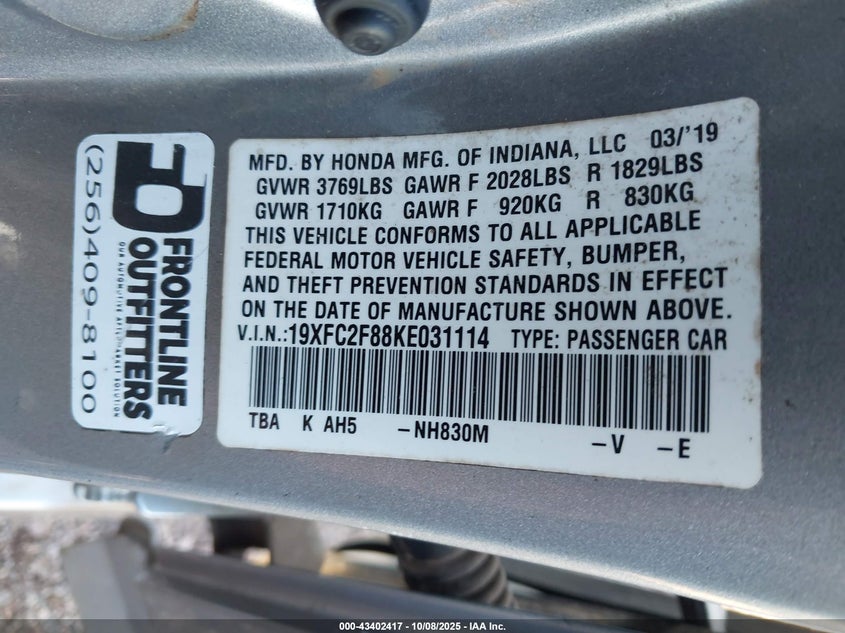 (256)409-8100
FRONTLINE
OUTFITTERS
MFD. BY HONDA MFG. OF INDIANA, LLC 03/'19
GVWR 3769LBS GAWR F 2028LBS R 1829LBS
GVWR 1710KG GAWR F 920KG R 830KG
THIS VEHICLE CONFORMS TO ALL APPLICABLE
FEDERAL MOTOR VEHICLE SAFETY, BUMPER,
AND THEFT PREVENTION STANDARDS IN EFFECT
ON THE DATE OF MANUFACTURE SHOWN ABOVE.
V.I.N.:19XFC2F88KE031114 TYPE: PASSENGER CAR
TBA K AH5 -NH830M -V -E
000-43402417 - 10/08/2025 - IAA Inc.